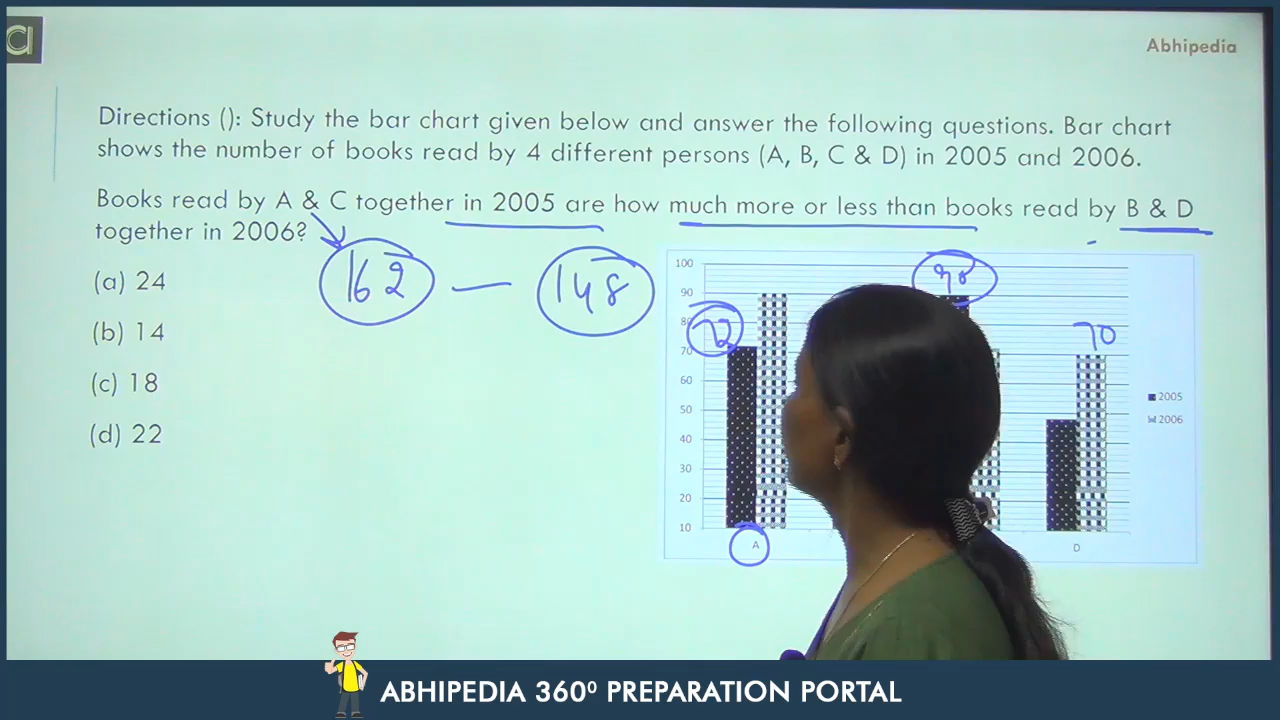 a
Abhipedia
Directions (): Study the bar chart given below and answer the following questions. Bar chart
shows the number of books read by 4 different persons (A, B, C & D) in 2005 and 2006.
Books read by A & C together in 2005 are how much more or less than books read by B & D
together in 2006?
(a) 24
(b) 14
(c) 18
(d) 22
162 — 148
100
90
80
70
60
50
40
30
20
10
72
90
70
A
D
2005
2006
ABHIPEDIA 360⁰ PREPARATION PORTAL